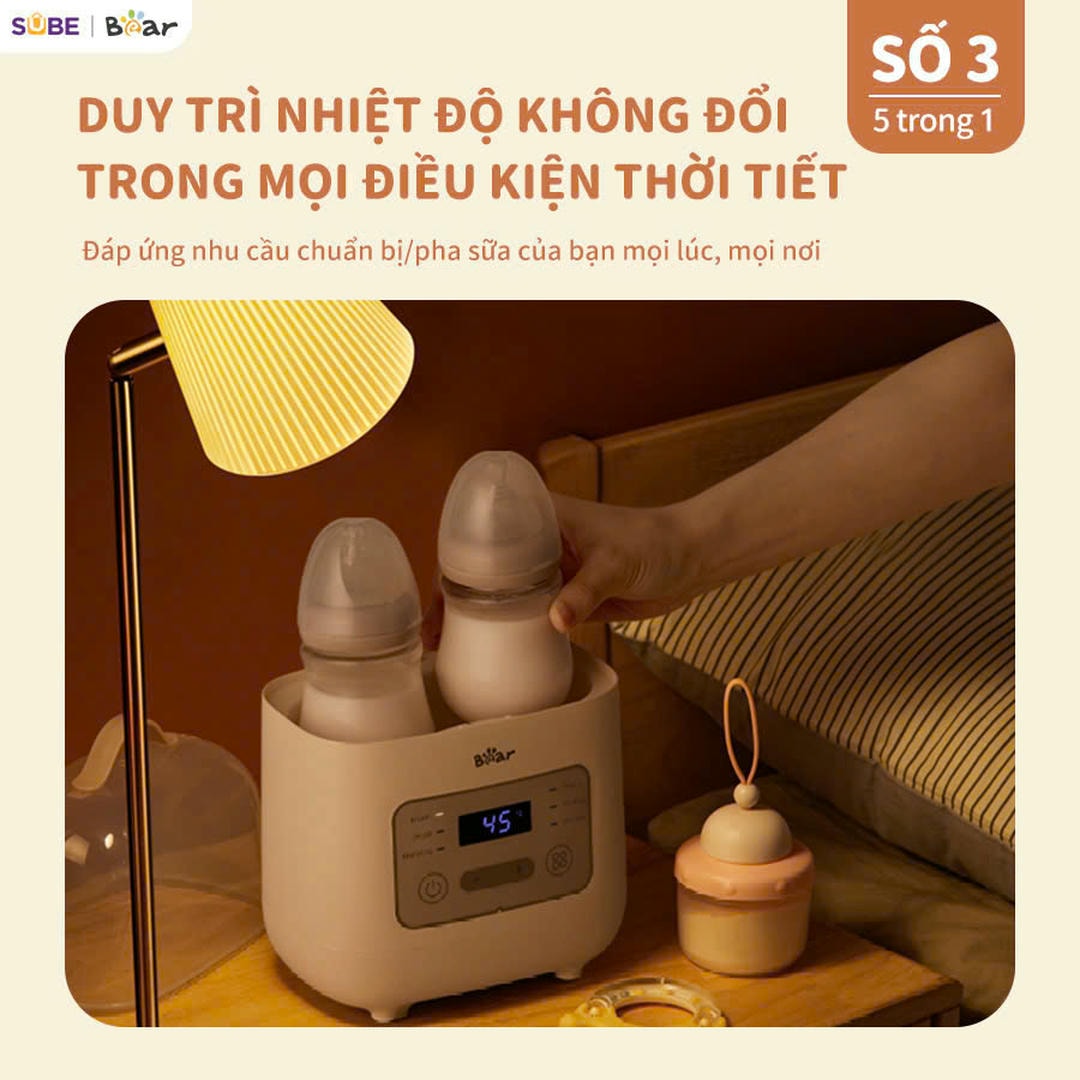 SUBE | Bear
SỐ 3
5 trong 1
DUY TRÌ NHIỆT ĐỘ KHÔNG ĐỔI
TRONG MỌI ĐIỀU KIỆN THỜI TIẾT
Đáp ứng nhu cầu chuẩn bị/pha sữa của bạn mọi lúc, mọi nơi
Bear
45